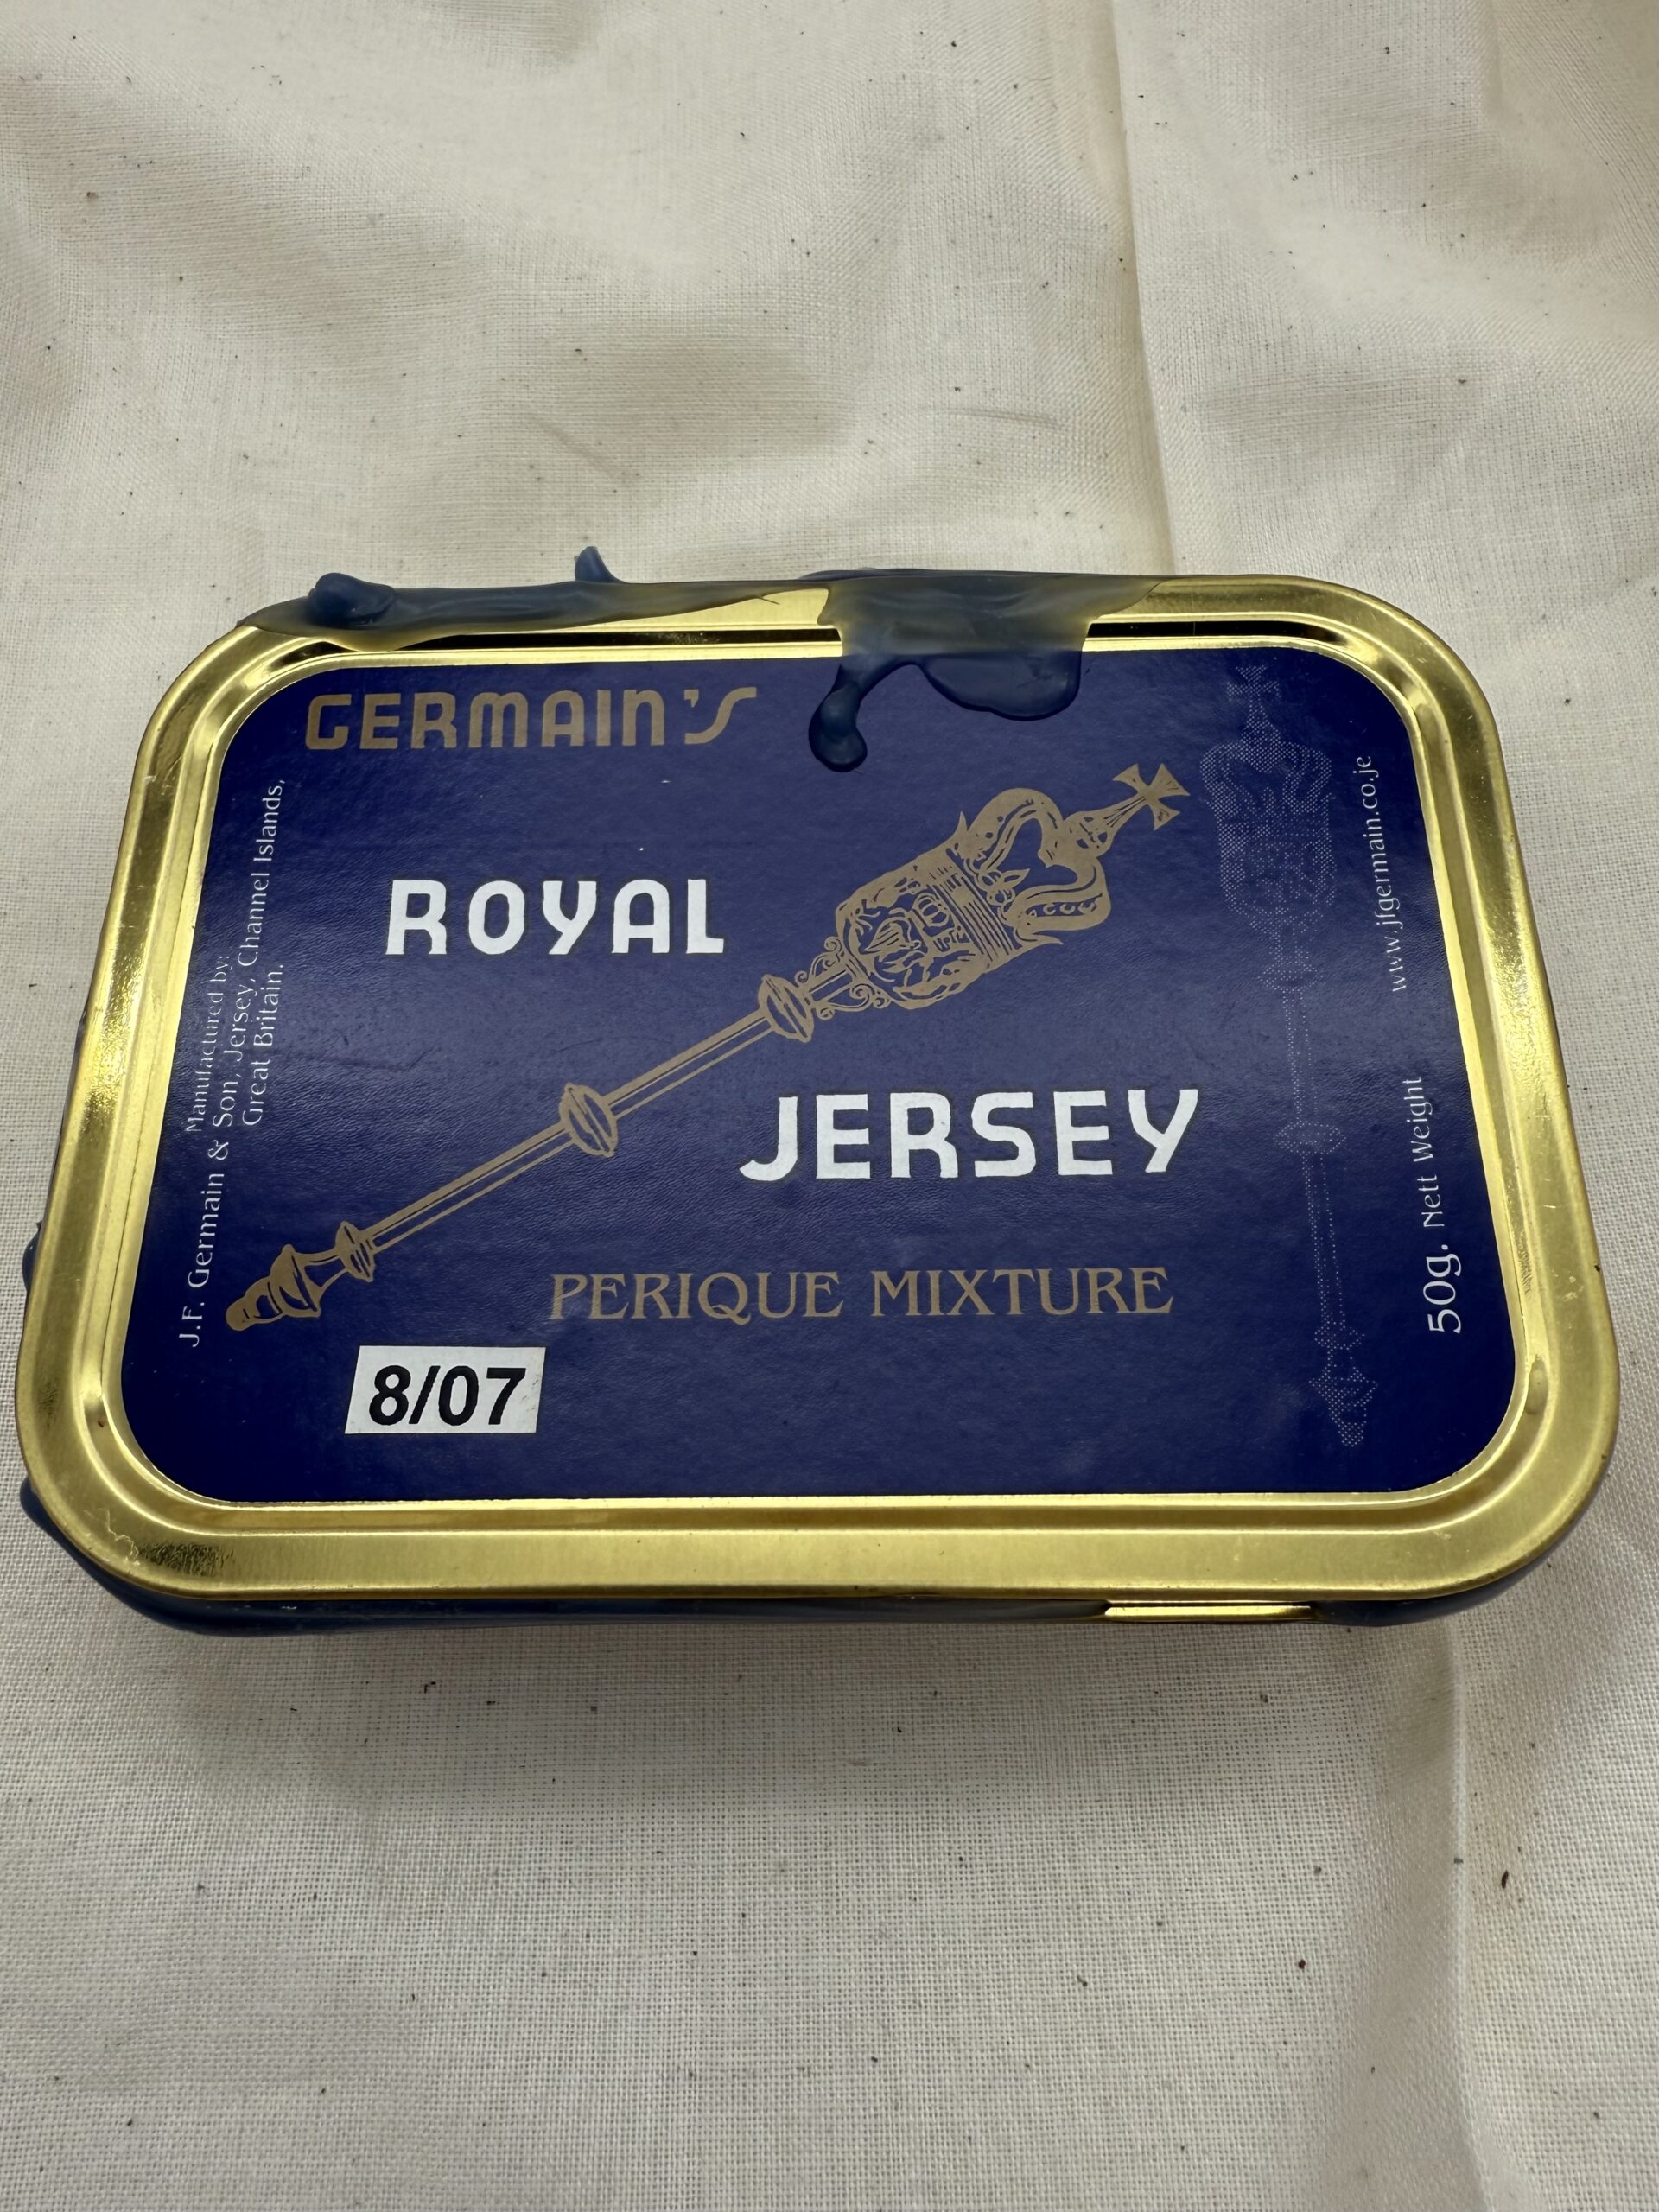 GERMAIN'S
ROYAL
JERSEY
PERIQUE MIXTURE
8/07
Manufactured by:
J.F. Germain & Son, Jersey, Channel Islands,
Great Britain.
www.jfgermain.co.je
50g. Nett Weight